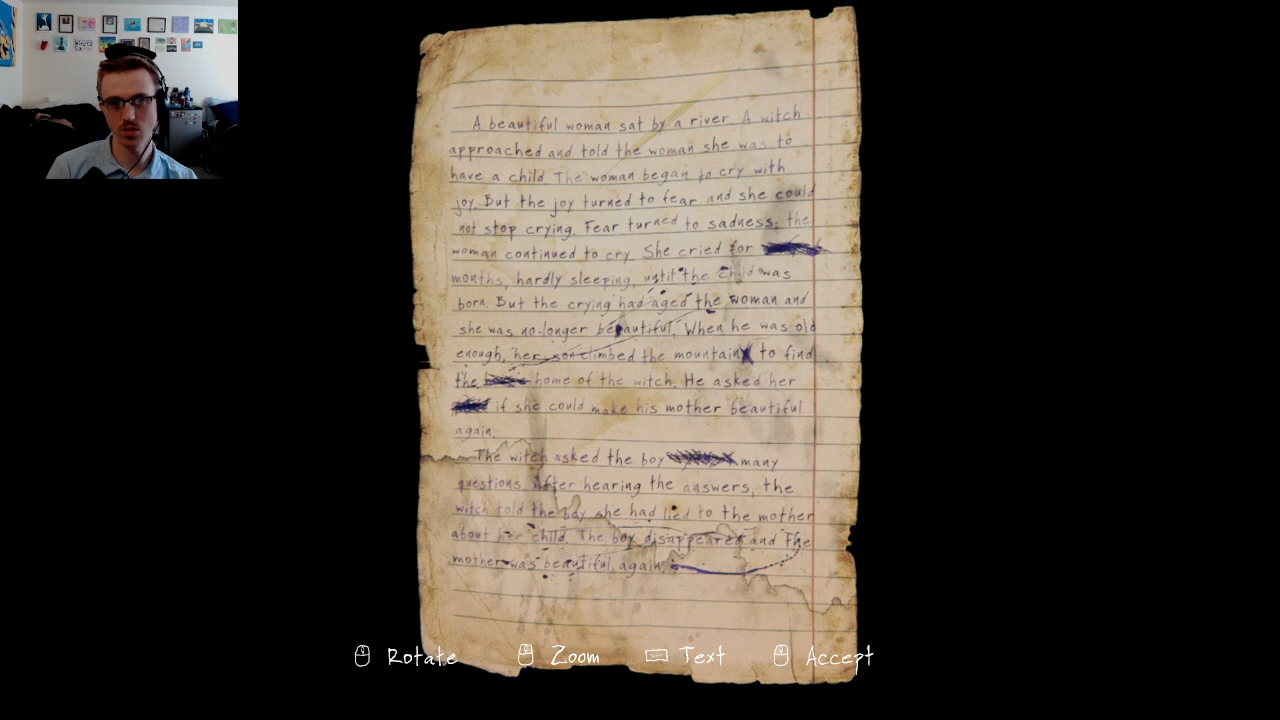 A beautiful woman sat by a river A witch
approached and told the woman she was to
have a child. The woman began to cry with
joy. But the joy turned to fear and she could
not stop crying. Fear turned to sadness; the
woman continued to cry. She cried for
months, hardly sleeping, until the child was
born. But the crying had aged the woman and
she was no-longer beautiful. When he was old
enough, her son climbed the mountain to find
the home of the witch. He asked her
if she could make his mother beautiful
again.
The witch asked the boy many
questions. After hearing the answers, the
witch told the boy she had lied to the mother
about her child. The boy disappeared and the
mother was beautiful again.
Rotate Zoom Text Accept